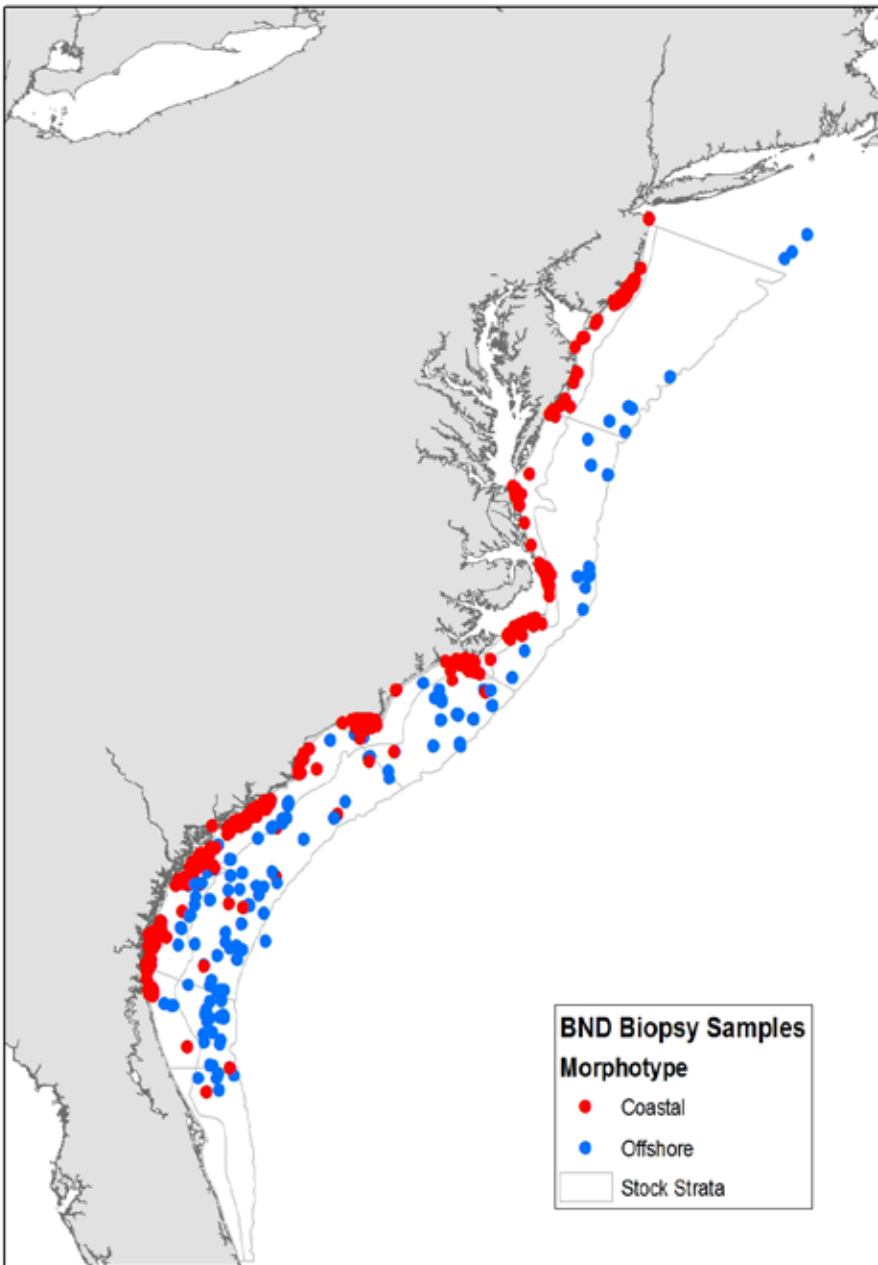 BND Biopsy Samples
Morphotype
Coastal
Offshore
Stock Strata